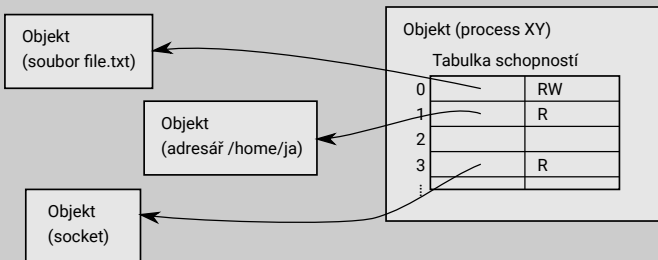 Objekt
(soubor file.txt)
Objekt
(adresář /home/ja)
Objekt
(socket)
Objekt (process XY)
Tabulka schopností
0 RW
1 R
2
3 R